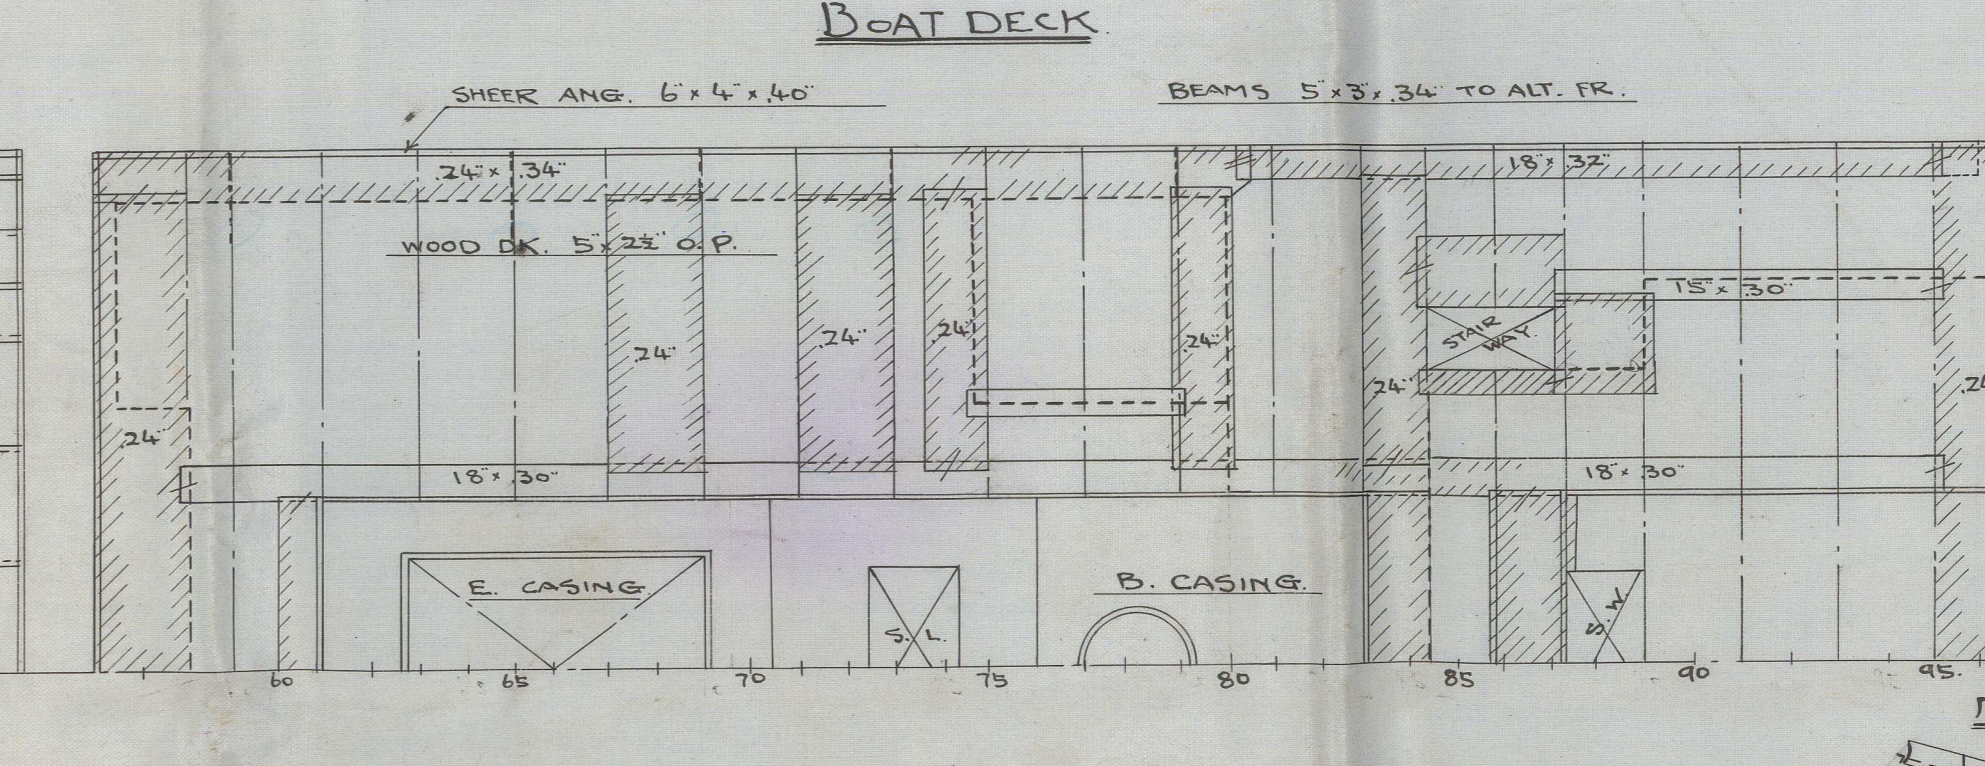 BOAT DECK.
SHEER ANG. 6"x 4"x .40"
BEAMS 5"x 3"x .34" TO ALT. FR.
.24"x .34"
18"x .32"
WOOD DK. 5"x 2½" O.P.
15"x .30"
STAIR
WAY.
.24"
.24"
.24"
.24"
.24"
.24"
.24
18"x .30"
18"x .30"
E. CASING.
S. L.
B. CASING.
S. W.
60
65
70
75
80
85
90
95.